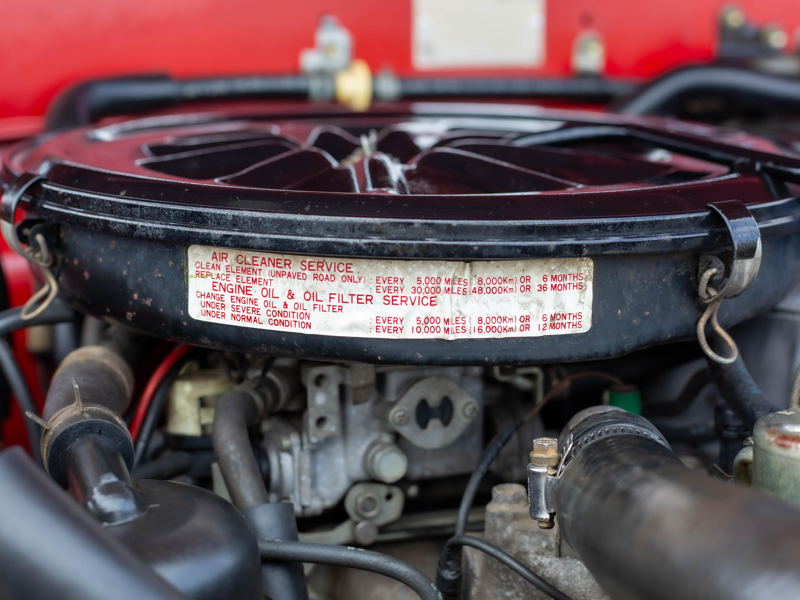 AIR CLEANER SERVICE
CLEAN ELEMENT (UNPAVED ROAD ONLY) : EVERY 5,000 MILES ( 8,000Km) OR 6 MONTHS
REPLACE ELEMENT : EVERY 30,000 MILES (48,000Km) OR 36 MONTHS
ENGINE OIL & OIL FILTER SERVICE
CHANGE ENGINE OIL & OIL FILTER
UNDER SEVERE CONDITION : EVERY 5,000 MILES ( 8,000Km) OR 6 MONTHS
UNDER NORMAL CONDITION : EVERY 10,000 MILES (16,000Km) OR 12 MONTHS